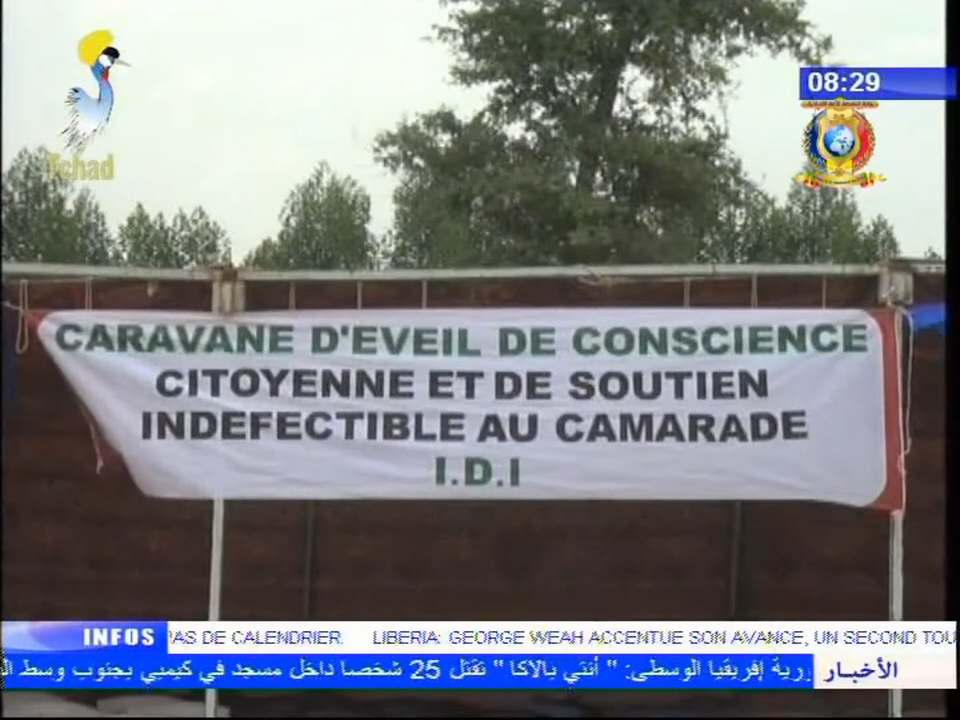 08:29
Tchad
CARAVANE D'EVEIL DE CONSCIENCE
CITOYENNE ET DE SOUTIEN
INDEFECTIBLE AU CAMARADE
I.D.I
INFOS
PAS DE CALENDRIER. LIBERIA: GEORGE WEAH ACCENTUE SON AVANCE, UN SECOND TOU
الأخبار
ورية إفريقيا الوسطى: " أنتي بالاكا " تقتل 25 شخصا داخل مسجد في كيمبي بجنوب وسط ال